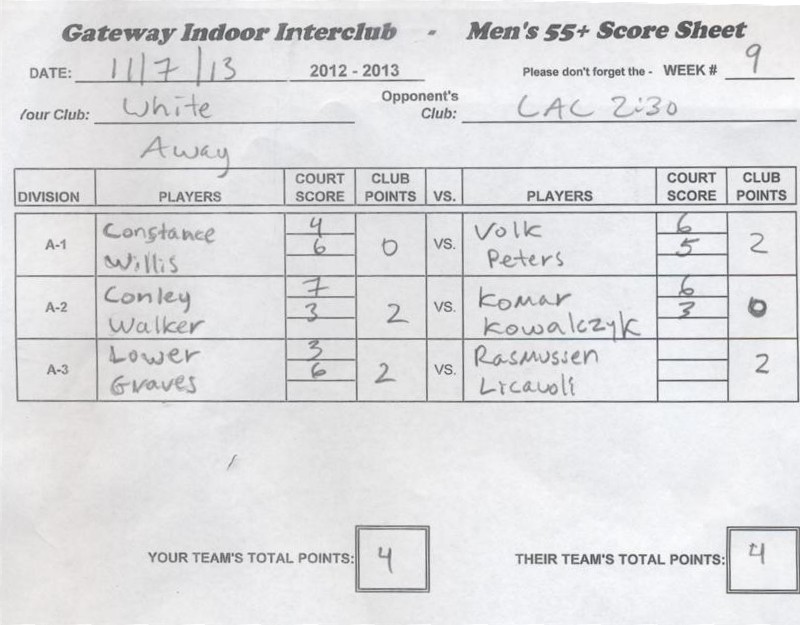 Gateway Indoor Interclub - Men's 55+ Score Sheet
DATE: 11/7/13 2012 - 2013 Please don't forget the - WEEK # 9
Your Club: White Opponent's Club: CAC 2:30
Away
DIVISION PLAYERS COURT SCORE CLUB POINTS VS. PLAYERS COURT SCORE CLUB POINTS
A-1 Constance 4 0 VS. Volk 6 2
Willis 6 Peters 5
A-2 Conley 7 2 VS. Komar 6 0
Walker 3 Kowalczyk 3
A-3 Lower 3 2 VS. Rasmussen 2
Graves 6 Licavoli
YOUR TEAM'S TOTAL POINTS: 4 THEIR TEAM'S TOTAL POINTS: 4